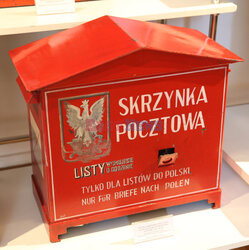 SKRZYNKA
POCZTOWA
LISTY
TYLKO DLA LISTÓW DO POLSKI
NUR FÜR BRIEFE NACH POLEN